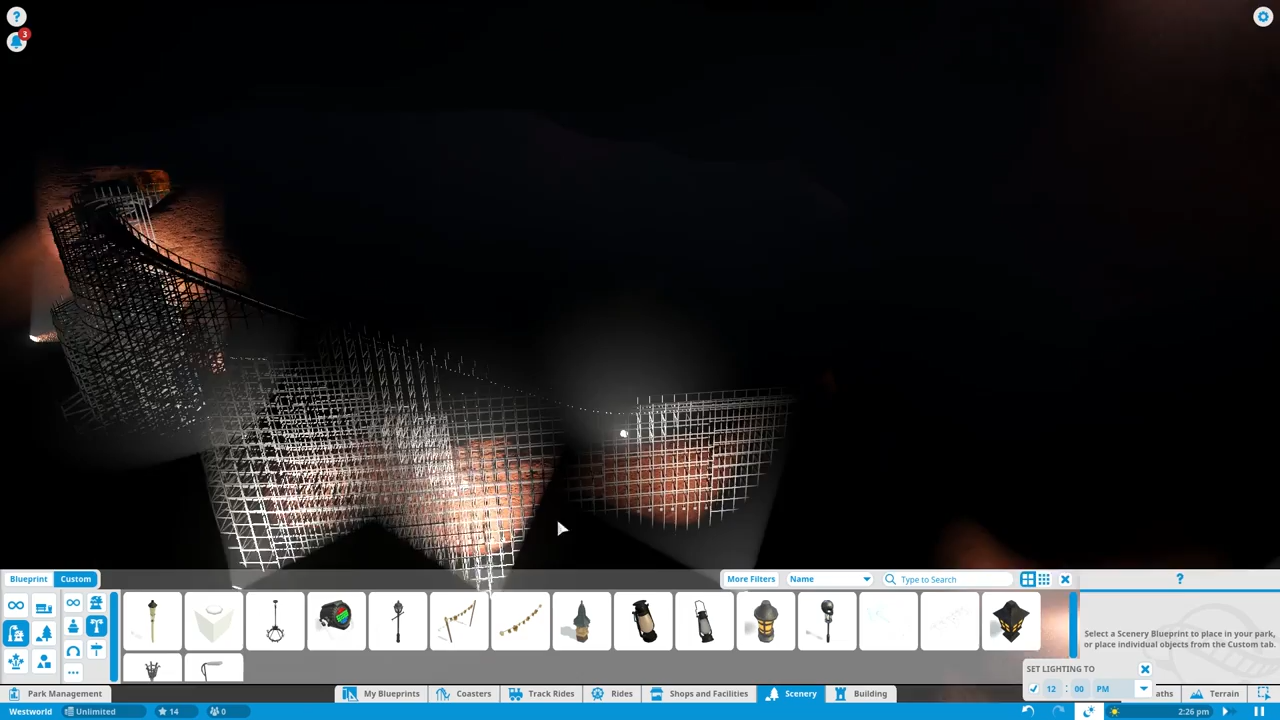 ?
3
Blueprint
Custom
More Filters
Name
Type to Search
?
Select a Scenery Blueprint to place in your park,
or place individual objects from the Custom tab.
SET LIGHTING TO
12 : 00 PM
Park Management
My Blueprints
Coasters
Track Rides
Rides
Shops and Facilities
Scenery
Building
aths
Terrain
Westworld
Unlimited
14
0
2:26 pm